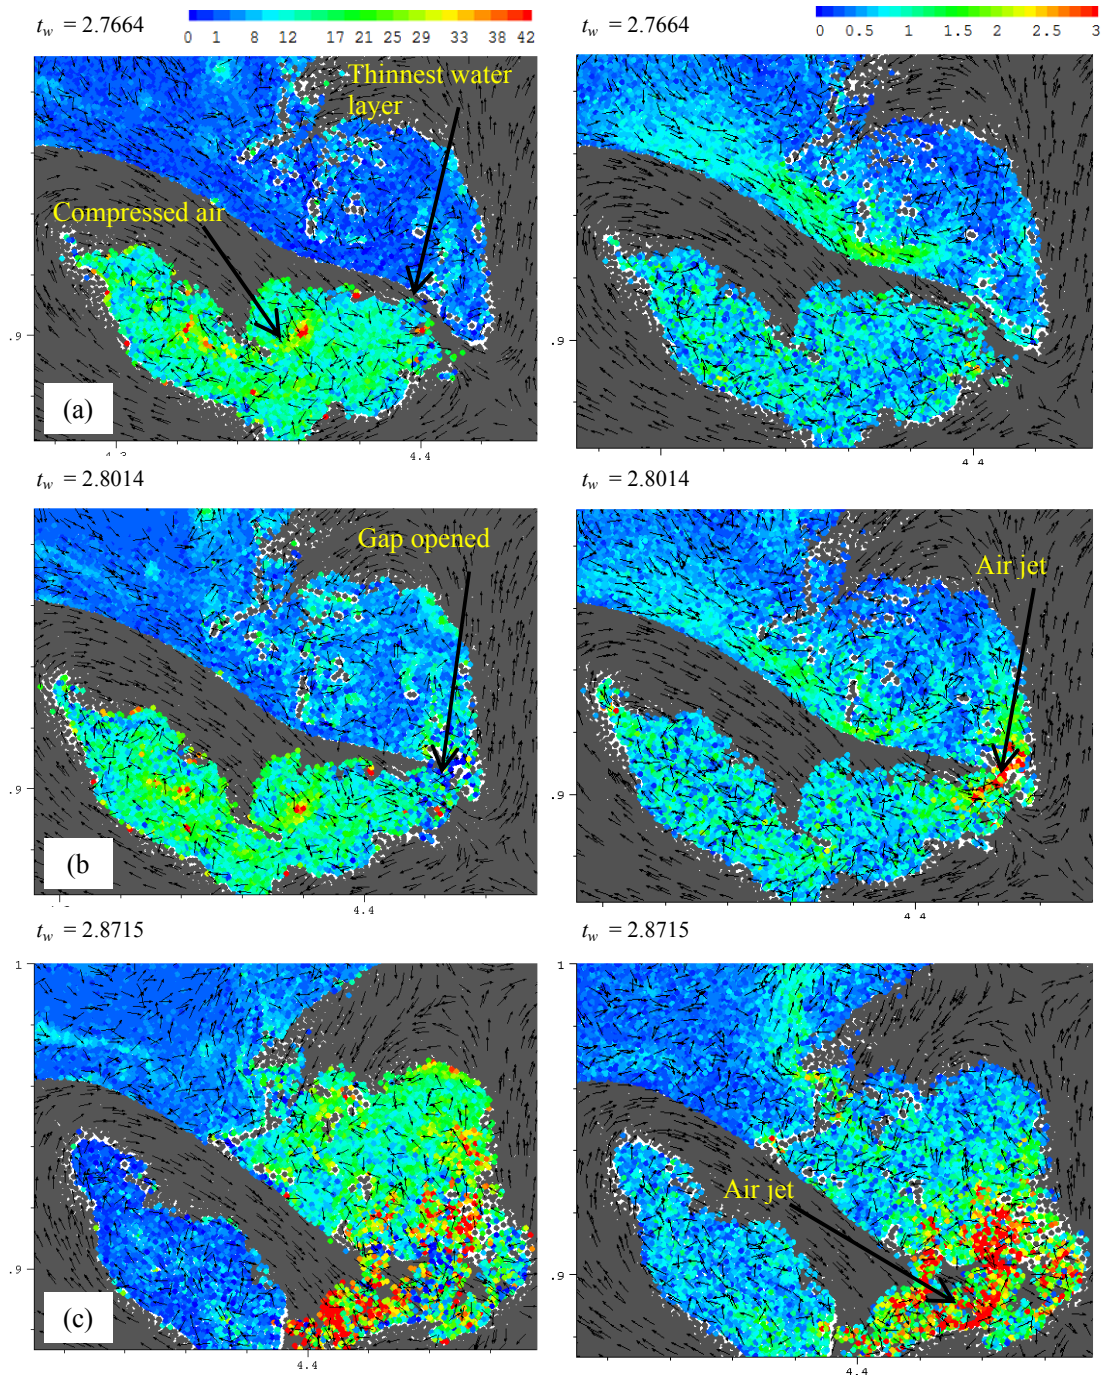 t_w = 2.7664
0 1 8 12 17 21 25 29 33 38 42
0 0.5 1 1.5 2 2.5 3
Thinnest water
layer
Compressed air
.9
.9
(a)
4.4
4 4
t_w = 2.8014
t_w = 2.8014
Gap opened
Air jet
.9
.9
(b)
4.4
4 4
t_w = 2.8715
t_w = 2.8715
1
1
Air jet
.9
.9
(c)
4.4
4.4